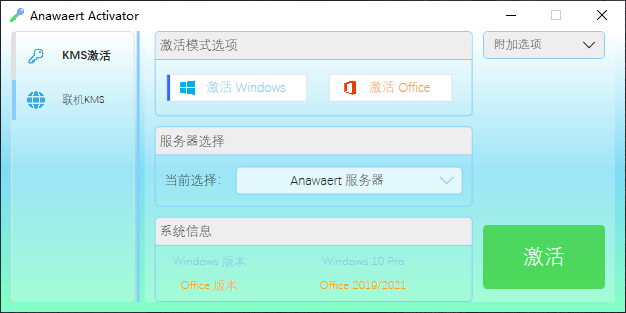 Anawaert Activator
KMS激活
联机KMS
激活模式选项
激活 Windows
激活 Office
服务器选择
当前选择：
Anawaert 服务器
系统信息
Windows 版本
Windows 10 Pro
Office 版本
Office 2019/2021
附加选项
激活